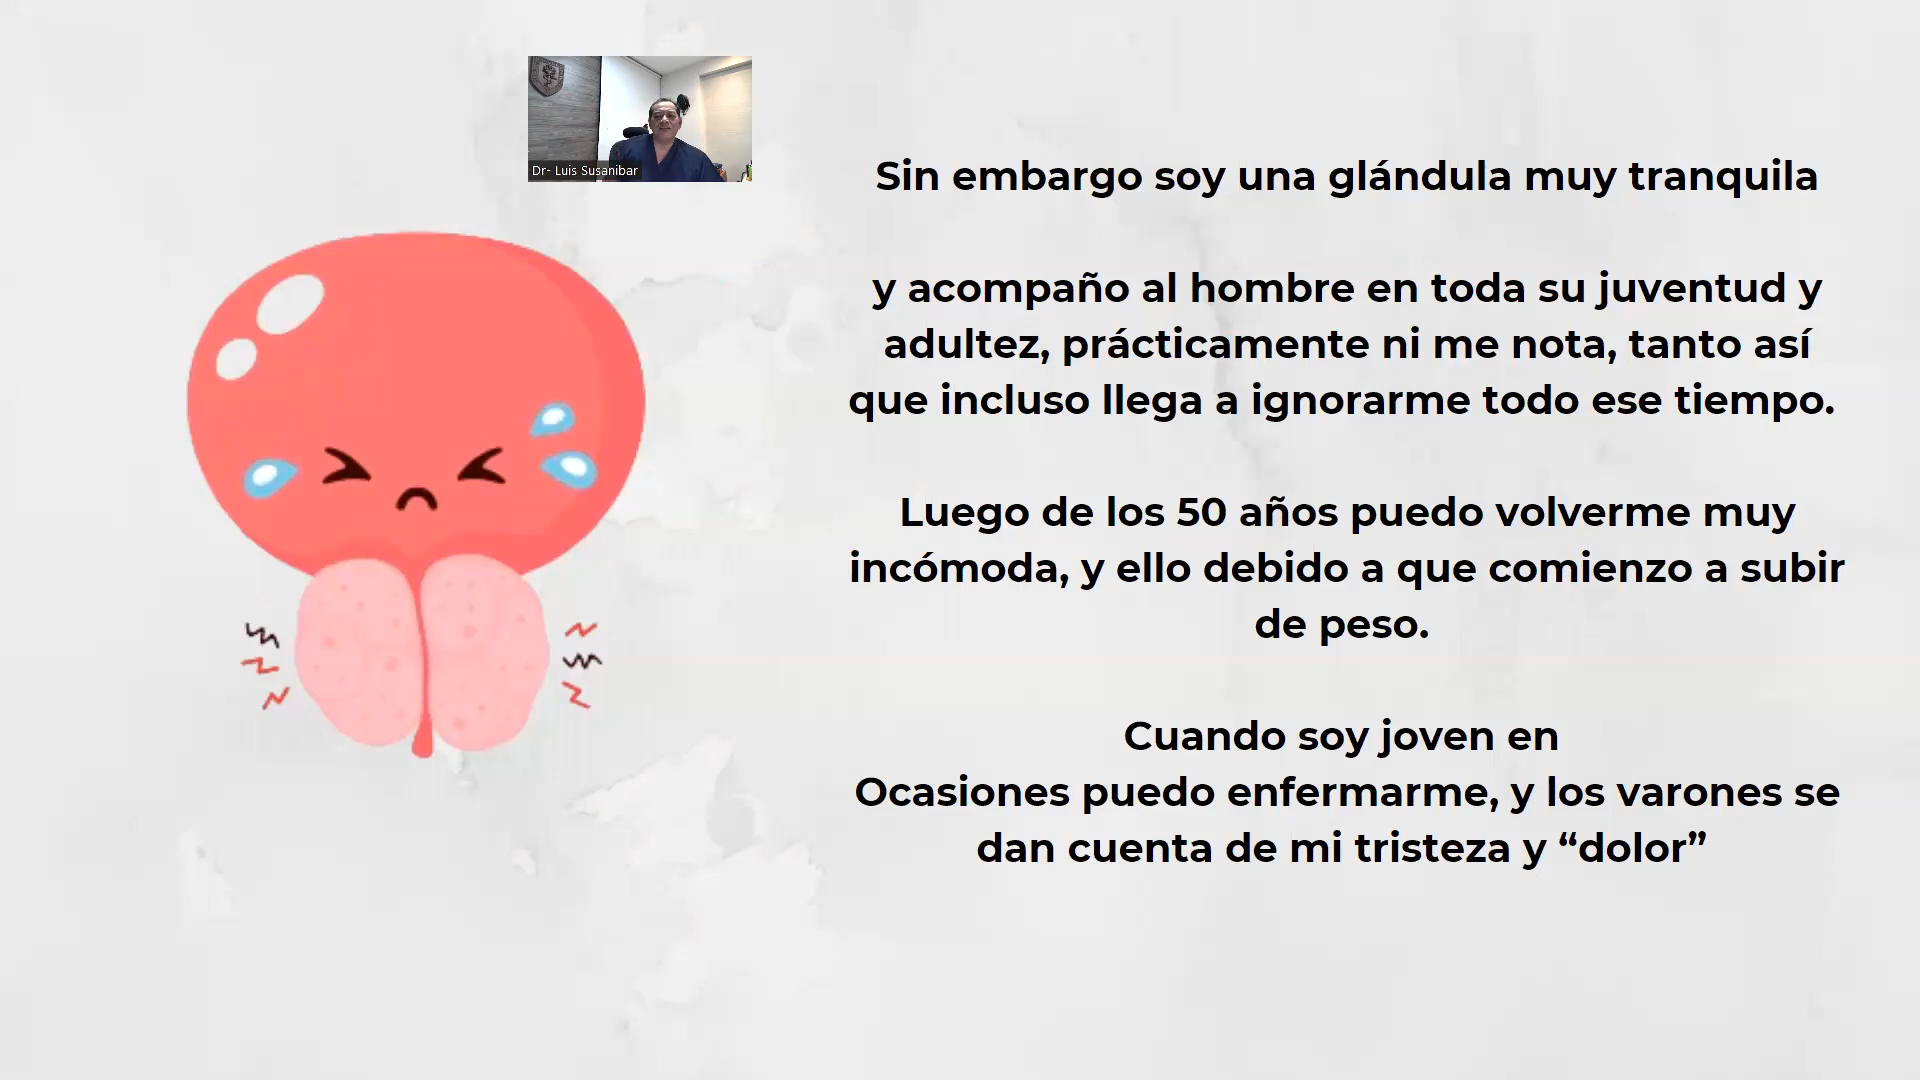 Dr- Luis Susanibar
Sin embargo soy una glándula muy tranquila
y acompaño al hombre en toda su juventud y
adultez, prácticamente ni me nota, tanto así
que incluso llega a ignorarme todo ese tiempo.
Luego de los 50 años puedo volverme muy
incómoda, y ello debido a que comienzo a subir
de peso.
Cuando soy joven en
Ocasiones puedo enfermarme, y los varones se
dan cuenta de mi tristeza y “dolor”